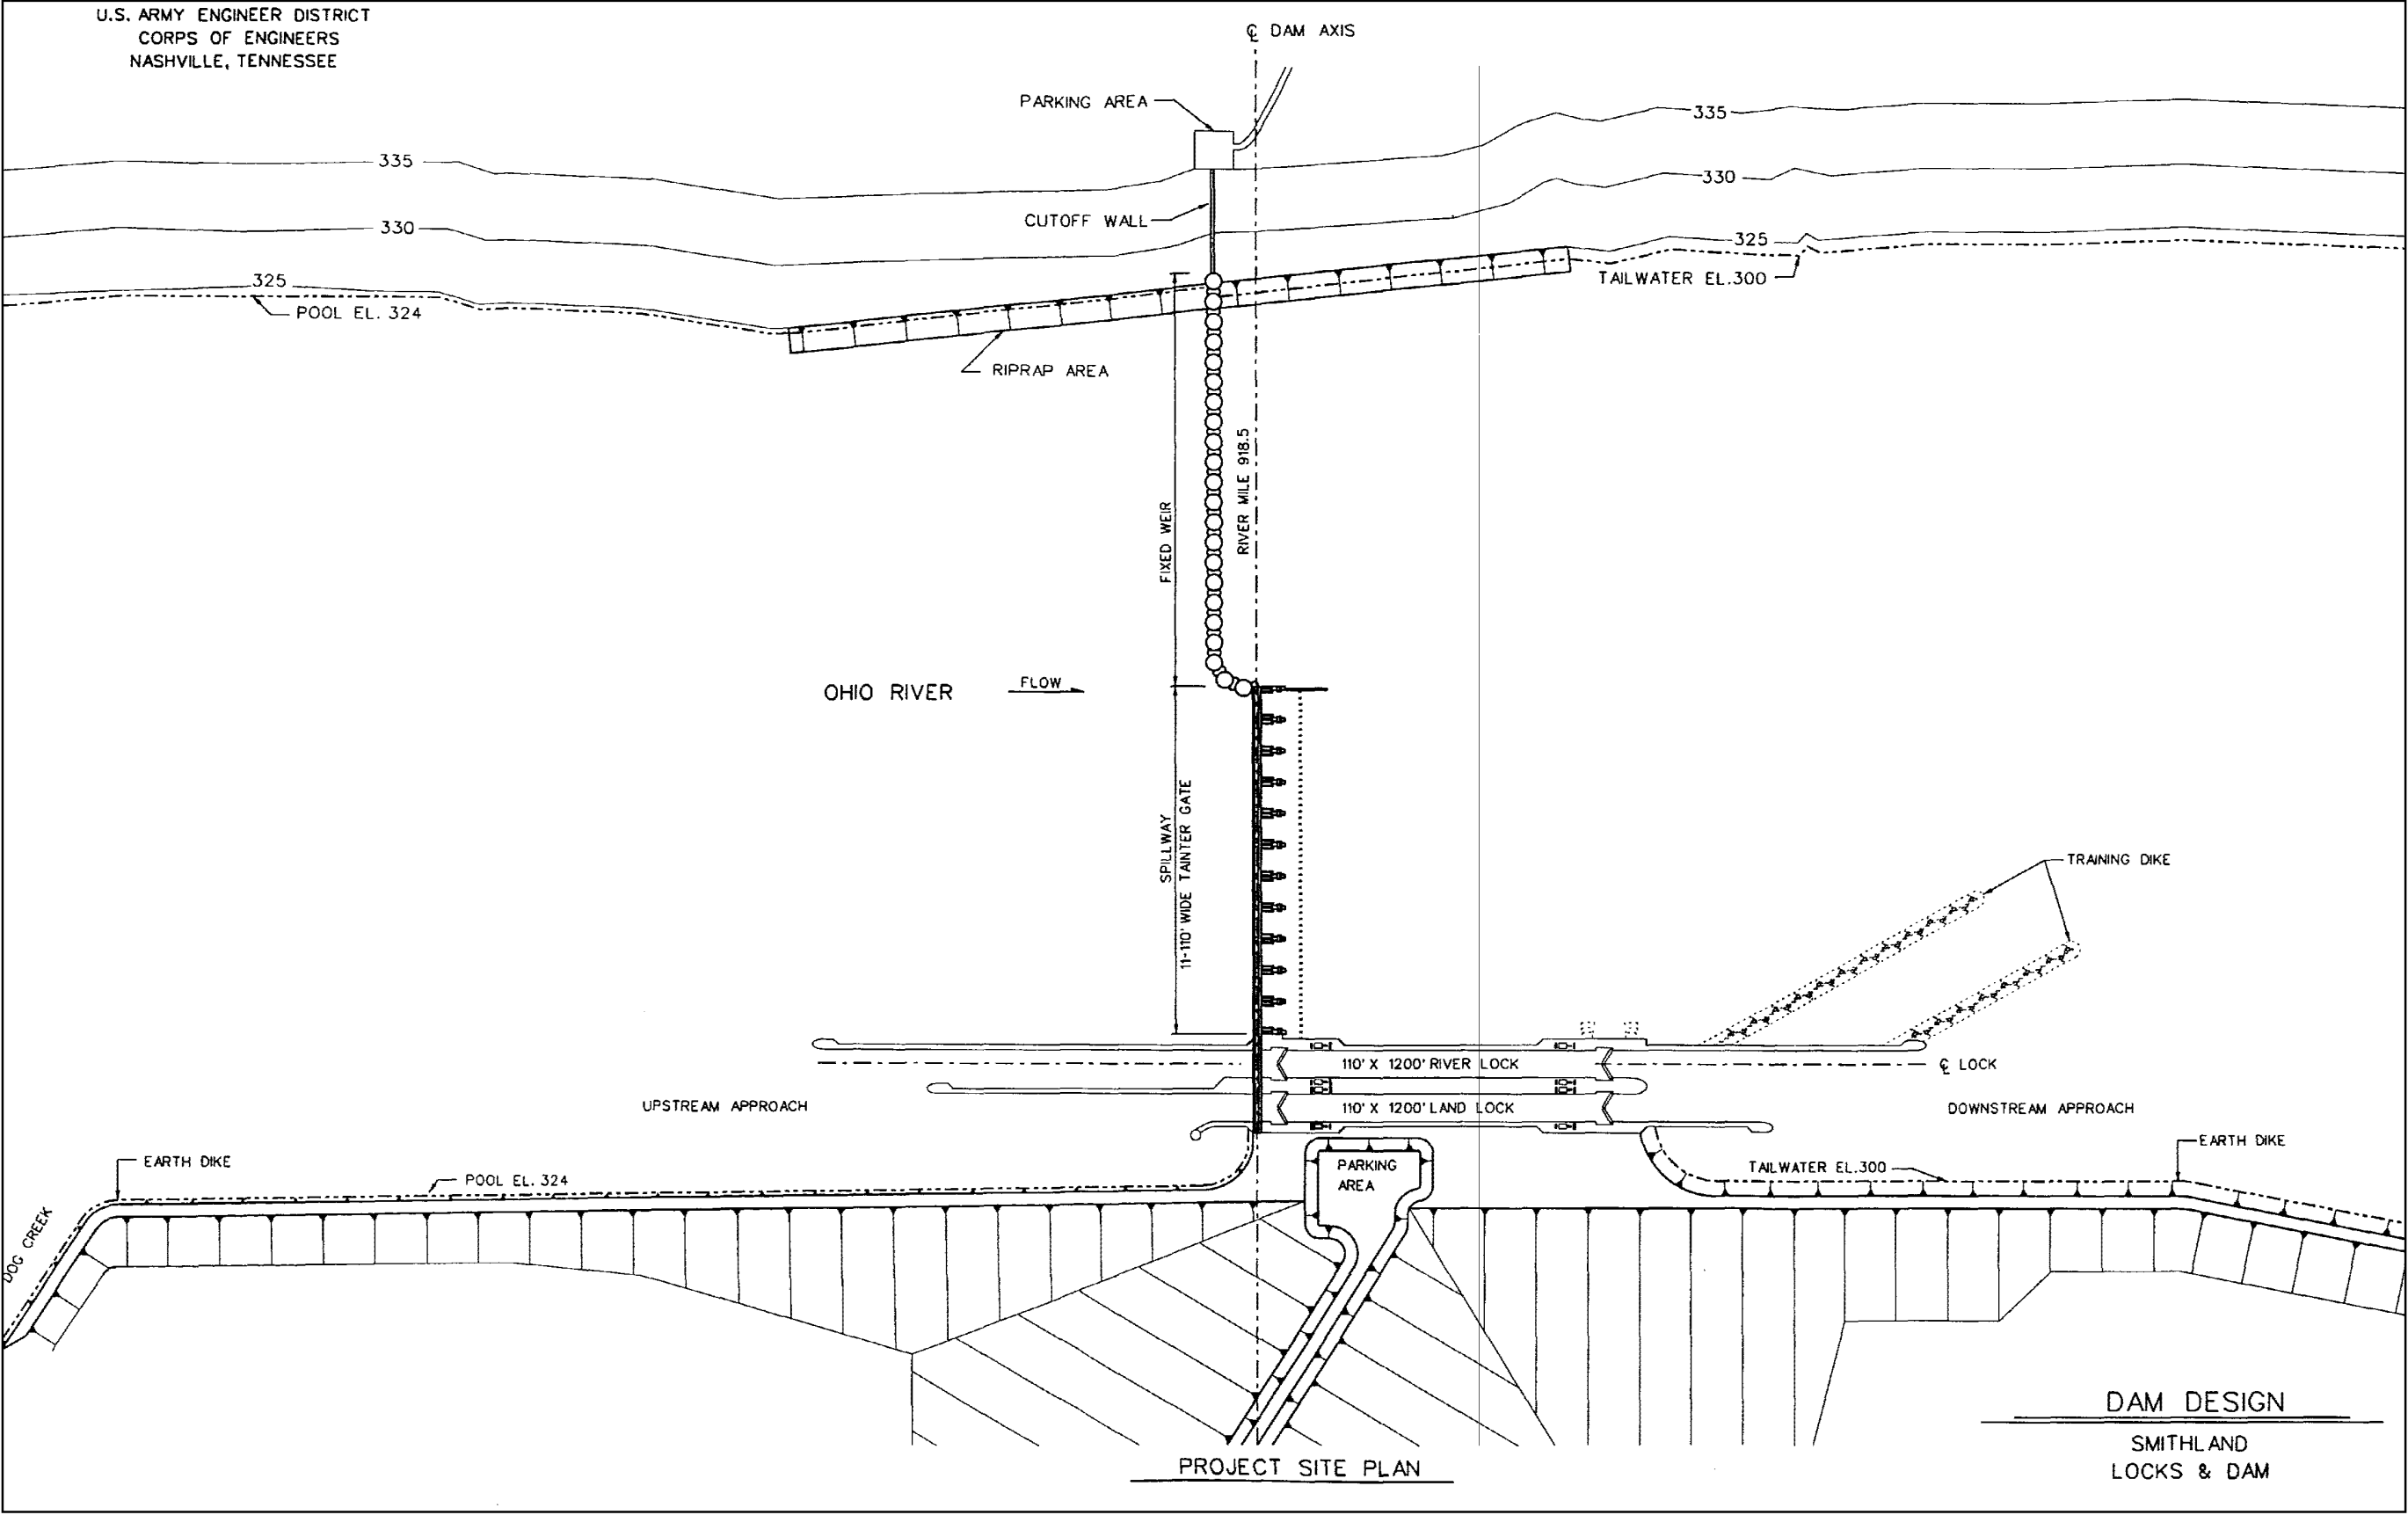 U.S. ARMY ENGINEER DISTRICT
CORPS OF ENGINEERS
NASHVILLE, TENNESSEE
℄ DAM AXIS
PARKING AREA
335
335
330
CUTOFF WALL
330
325
325
TAILWATER EL.300
POOL EL. 324
RIPRAP AREA
RIVER MILE 918.5
FIXED WEIR
OHIO RIVER
FLOW
SPILLWAY
11-110' WIDE TAINTER GATE
TRAINING DIKE
110' X 1200' RIVER LOCK
℄ LOCK
UPSTREAM APPROACH
110' X 1200' LAND LOCK
DOWNSTREAM APPROACH
EARTH DIKE
EARTH DIKE
PARKING
AREA
TAILWATER EL.300
POOL EL. 324
DOG CREEK
DAM DESIGN
SMITHLAND
LOCKS & DAM
PROJECT SITE PLAN